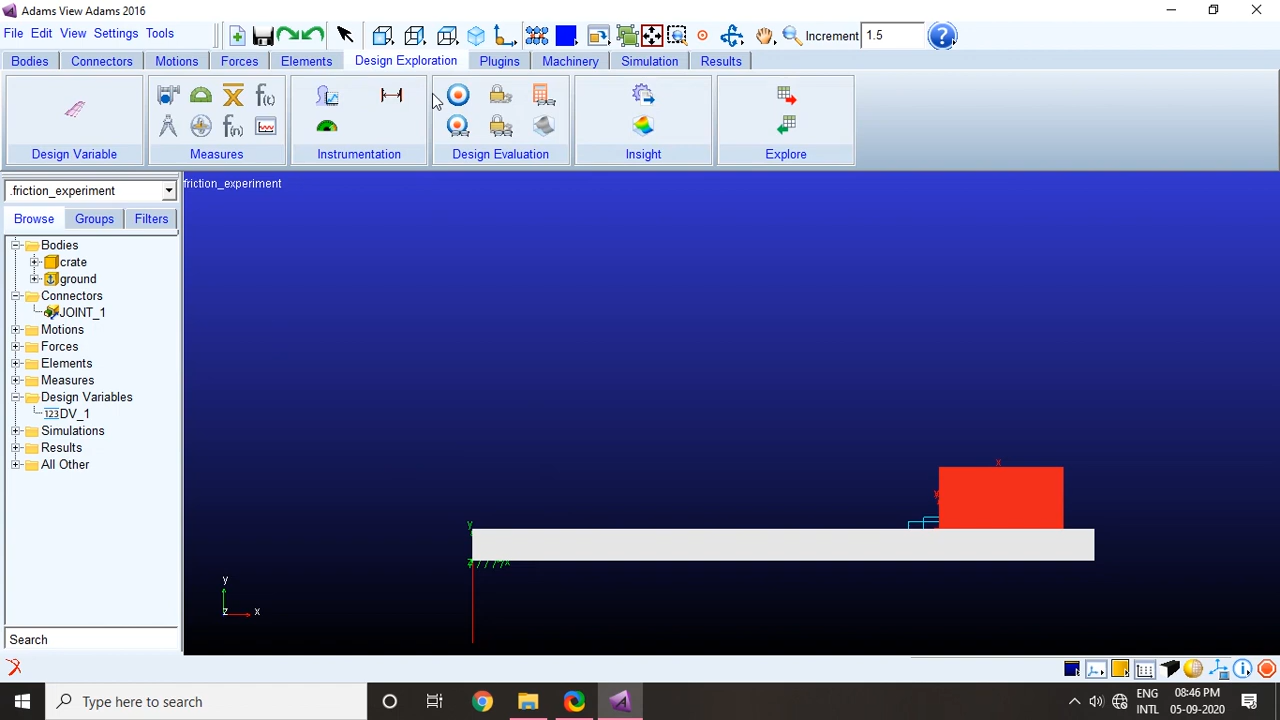 Adams View Adams 2016
File Edit View Settings Tools
Increment 1.5 ?
Bodies Connectors Motions Forces Elements Design Exploration Plugins Machinery Simulation Results
f(t)
f(n)
Design Variable Measures Instrumentation Design Evaluation Insight Explore
.friction_experiment
friction_experiment
Browse Groups Filters
Bodies
crate
ground
Connectors
JOINT_1
Motions
Forces
Elements
Measures
Design Variables
123 DV_1
Simulations
Results
All Other
x
y
x
y
z x
Search
Type here to search
ENG
INTL
08:46 PM
05-09-2020